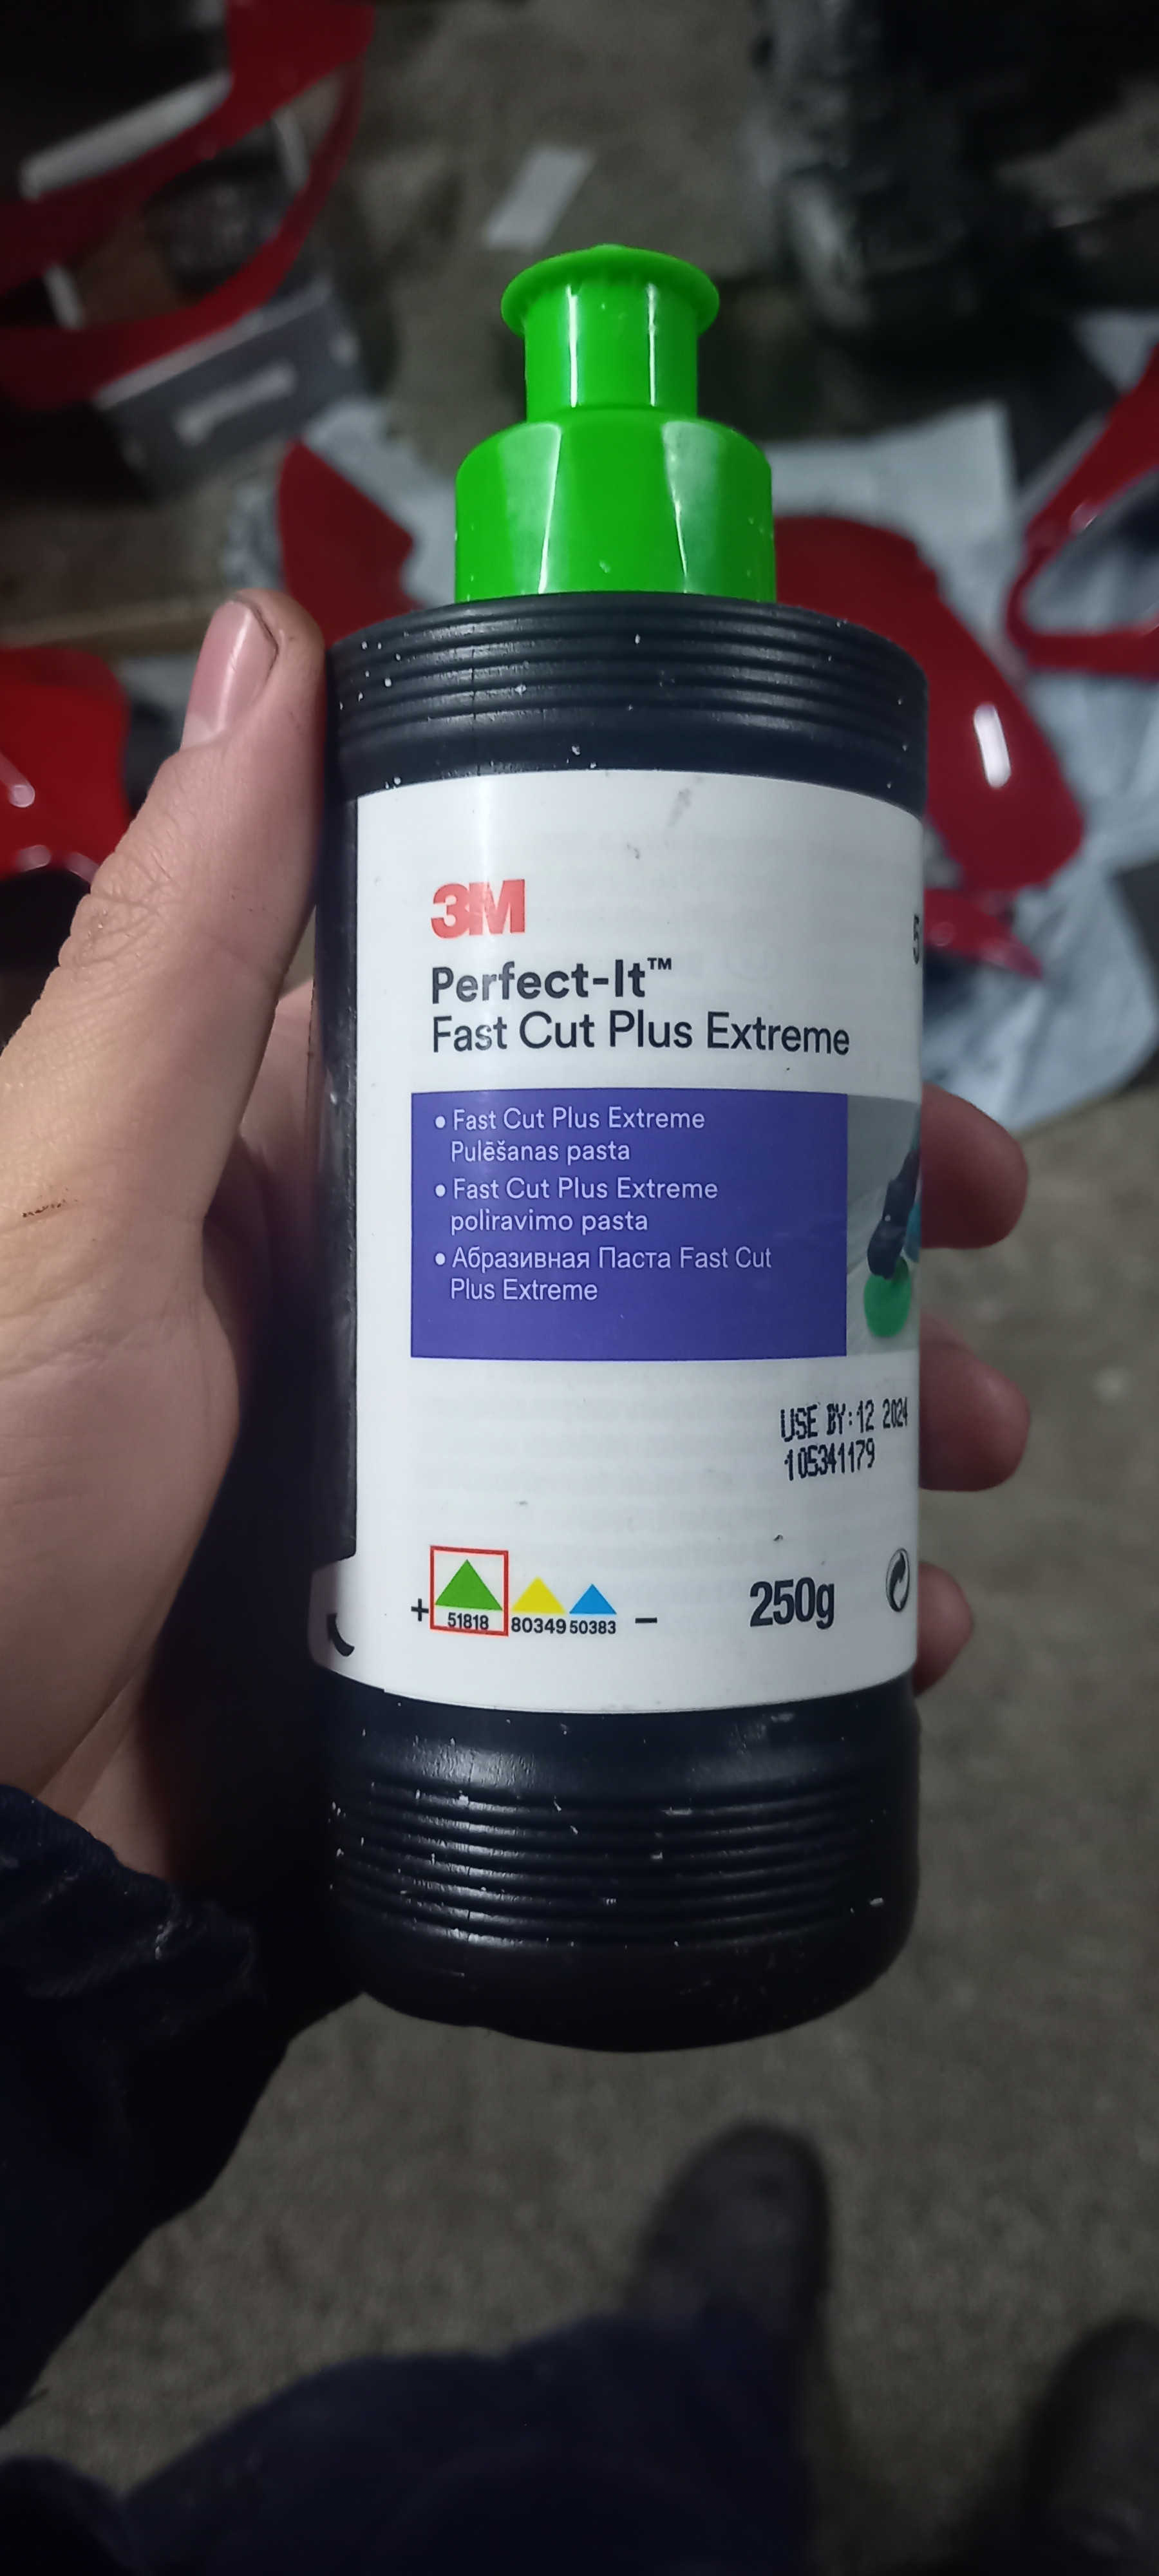 3M
Perfect-It™
Fast Cut Plus Extreme
• Fast Cut Plus Extreme
Pulēšanas pasta
• Fast Cut Plus Extreme
poliravimo pasta
• Абразивная Паста Fast Cut
Plus Extreme
USE BY:12 2024
105341179
+ 51818 80349 50383 −
250g